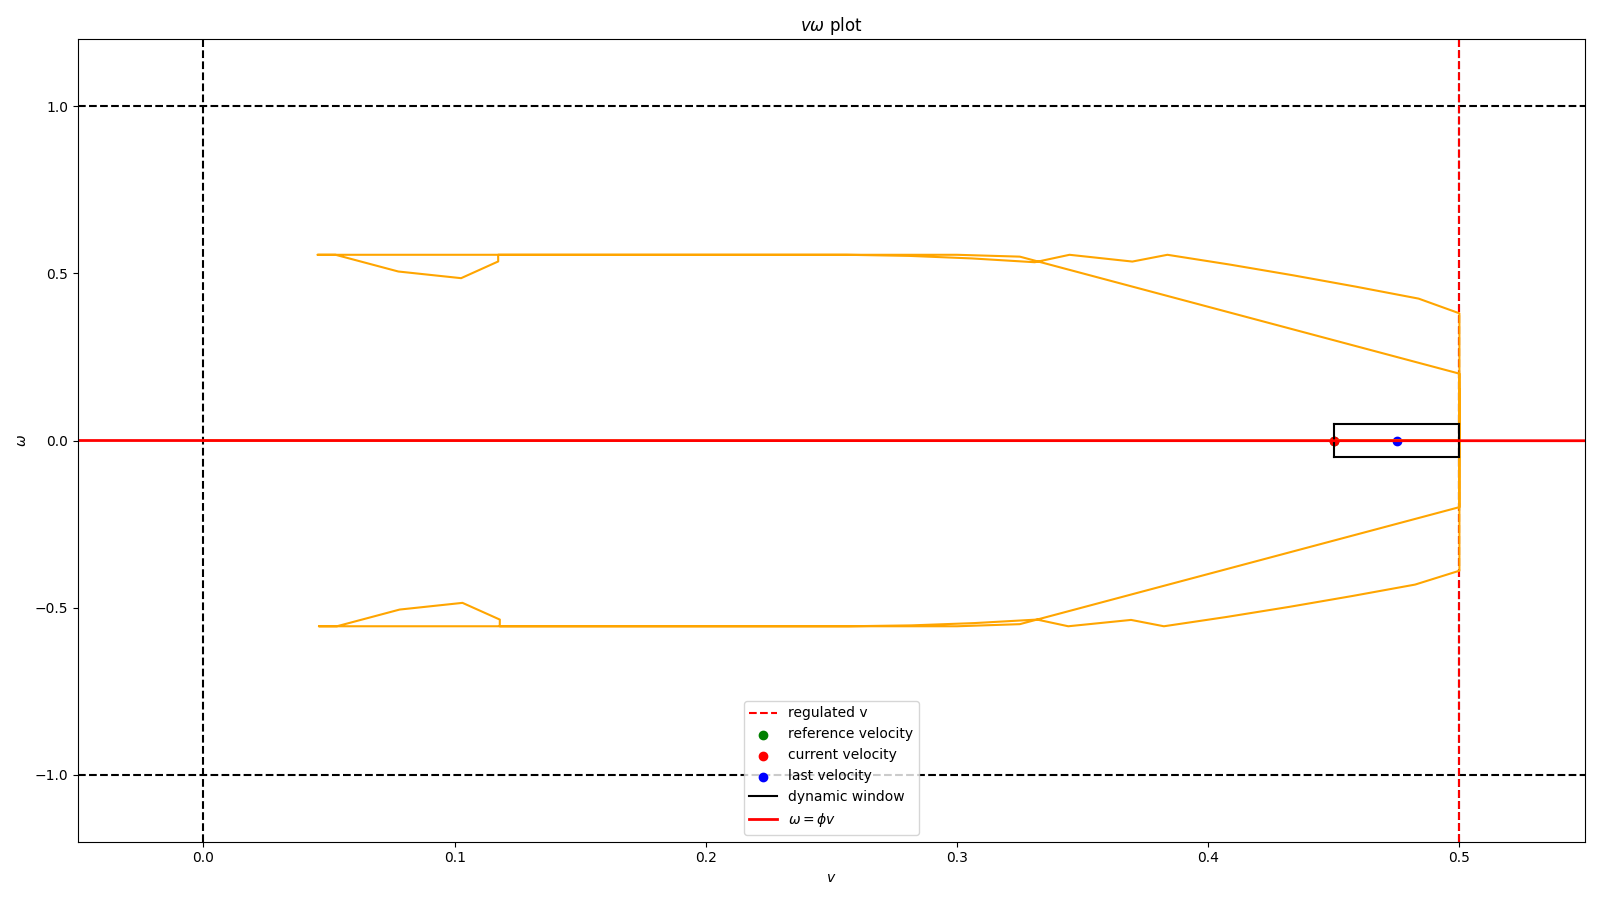 vω plot
1.0
0.5
0.0
−0.5
−1.0
ω
regulated v
reference velocity
current velocity
last velocity
dynamic window
ω = ϕv
0.0 0.1 0.2 0.3 0.4 0.5
v